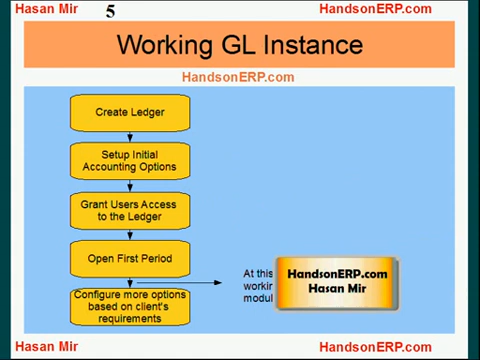 Hasan Mir 5 HandsonERP.com
Working GL Instance
HandsonERP.com
Create Ledger
Setup Initial
Accounting Options
Grant Users Access
to the Ledger
Open First Period
Configure more options
based on client's
requirements
At this
HandsonERP.com
Hasan Mir
Hasan Mir HandsonERP.com